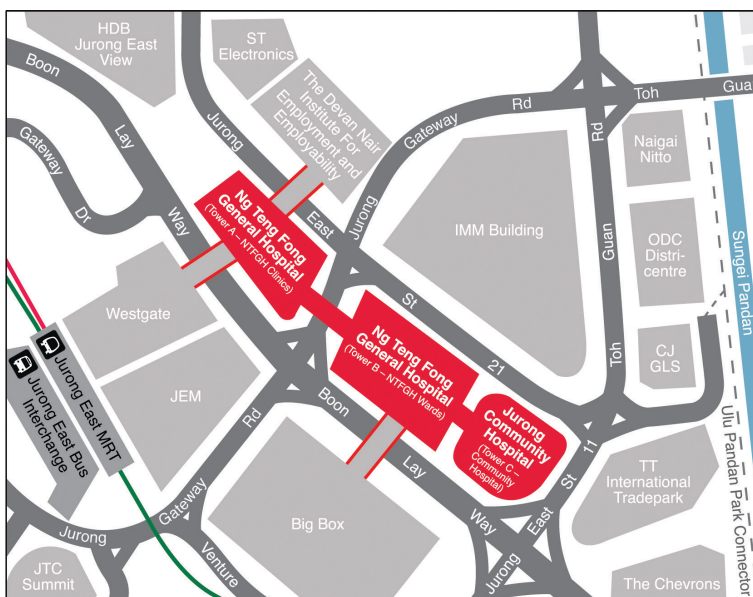 HDB
Jurong East
View
ST
Electronics
The Devan Nair
Institute For
Employment and
Employability
Boon
Lay
Way
Gateway
Dr
Jurong
East
St
21
Jurong
Gateway
Rd
Toh
Gua
Rd
Guan
Toh
Naigai
Nitto
ODC
Distri-
centre
CJ
GLS
Sungei Pandan
Ulu Pandan Park Connector
IMM Building
Ng Teng Fong
General Hospital
(Tower A – NTFGH Clinics)
Westgate
JEM
Jurong East MRT
Jurong East Bus
Interchange
Ng Teng Fong
General Hospital
(Tower B – NTFGH Wards)
Jurong
Community
Hospital
(Tower C –
Community
Hospital)
Boon
Lay
Way
Jurong
East
St
11
TT
International
Tradepark
The Chevrons
Big Box
Jurong
Gateway
Rd
Venture
JTC
Summit